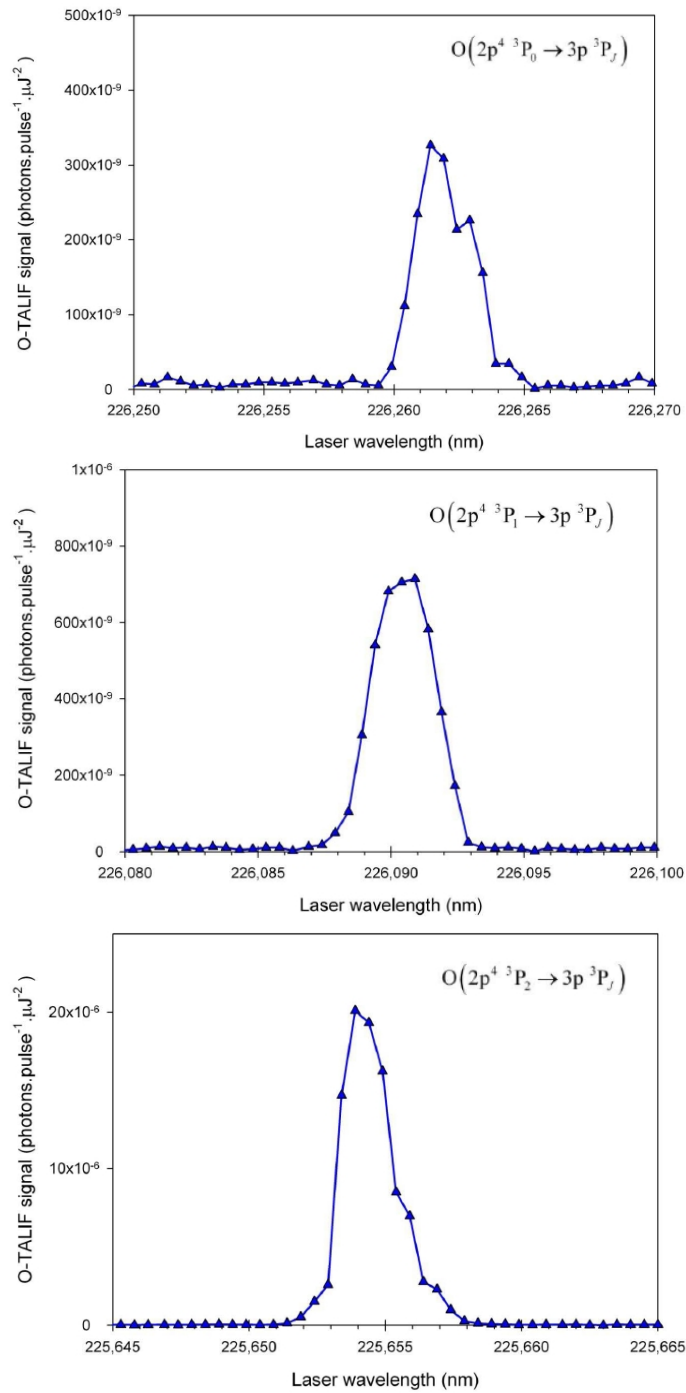 500x10-9
O(2p4 3P0 → 3p 3PJ)
400x10-9
300x10-9
200x10-9
100x10-9
0
226,250 226,255 226,260 226,265 226,270
Laser wavelength (nm)
O-TALIF signal (photons.pulse-1.μJ-2)
1x10-6
O(2p4 3P1 → 3p 3PJ)
800x10-9
600x10-9
400x10-9
200x10-9
0
226,080 226,085 226,090 226,095 226,100
Laser wavelength (nm)
O-TALIF signal (photons.pulse-1.μJ-2)
O(2p4 3P2 → 3p 3PJ)
20x10-6
10x10-6
0
225,645 225,650 225,655 225,660 225,665
Laser wavelength (nm)
O-TALIF signal (photons.pulse-1.μJ-2)